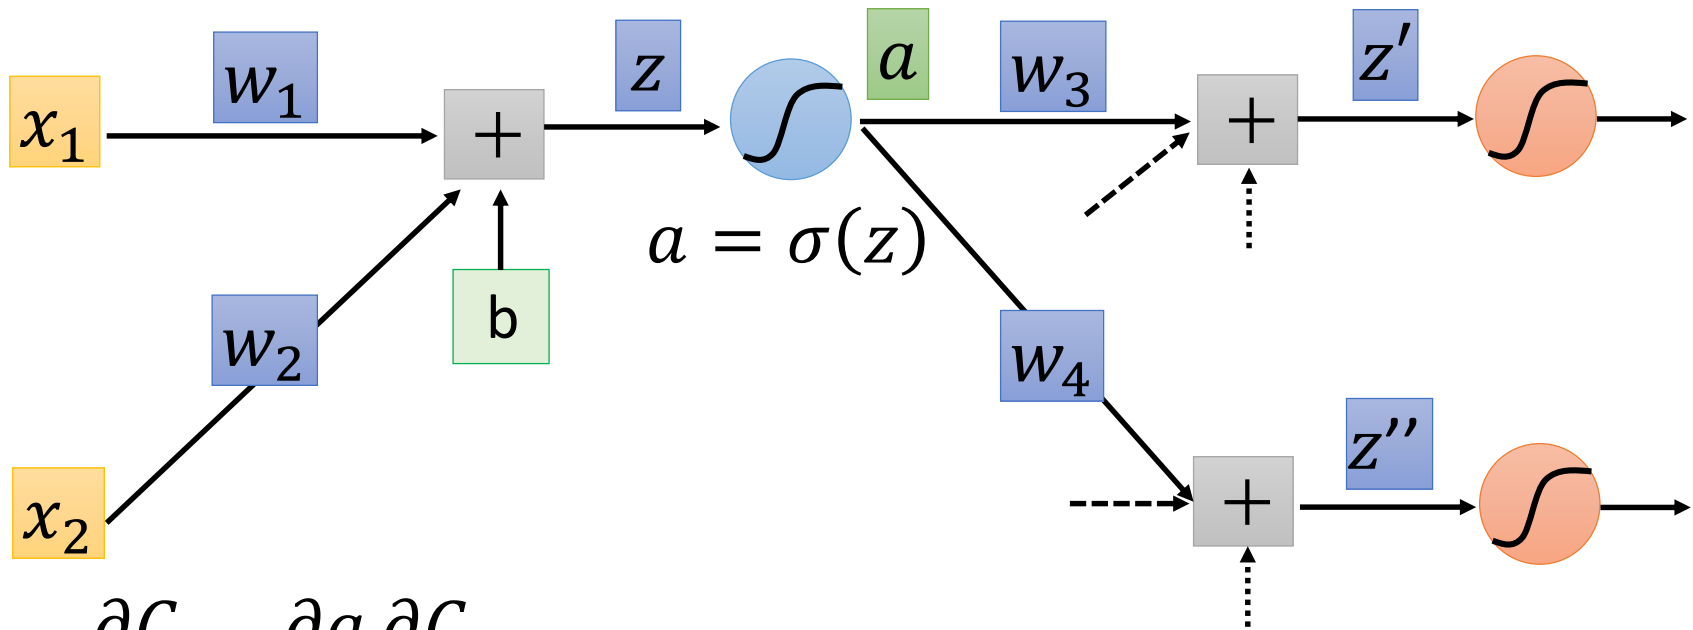 x₁ w₁ + z a w₃ + z′
a = σ(z)
w₂ b w₄
x₂ + z′′
∂C ∂a ∂C